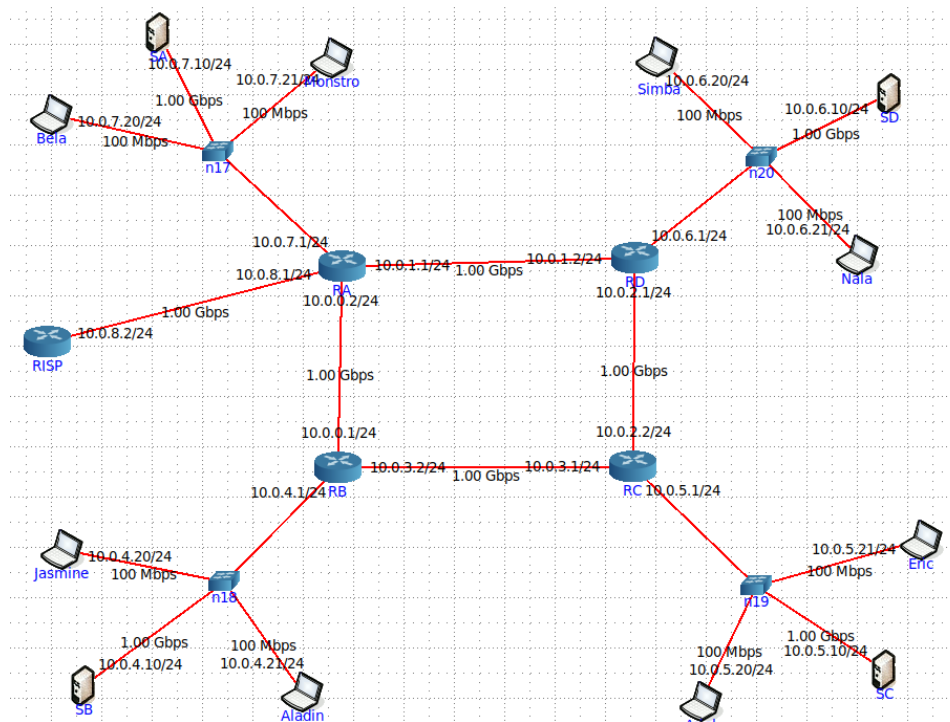 SA
10.0.7.10/24
Monstro
10.0.7.21/24
1.00 Gbps
100 Mbps
Bela
10.0.7.20/24
100 Mbps
n17
Simba
10.0.6.20/24
100 Mbps
SD
10.0.6.10/24
1.00 Gbps
n20
100 Mbps
10.0.6.21/24
Nala
10.0.7.1/24
10.0.8.1/24
RA
10.0.1.1/24
1.00 Gbps
10.0.1.2/24
10.0.6.1/24
RD
10.0.0.2/24
10.0.2.1/24
1.00 Gbps
10.0.8.2/24
RISP
1.00 Gbps
1.00 Gbps
10.0.0.1/24
10.0.2.2/24
10.0.3.2/24
1.00 Gbps
10.0.3.1/24
RB
RC
10.0.4.1/24
10.0.5.1/24
Jasmine
10.0.4.20/24
100 Mbps
n18
1.00 Gbps
10.0.4.10/24
SB
100 Mbps
10.0.4.21/24
Aladin
10.0.5.21/24
Eric
100 Mbps
n19
1.00 Gbps
10.0.5.10/24
SC
100 Mbps
10.0.5.20/24